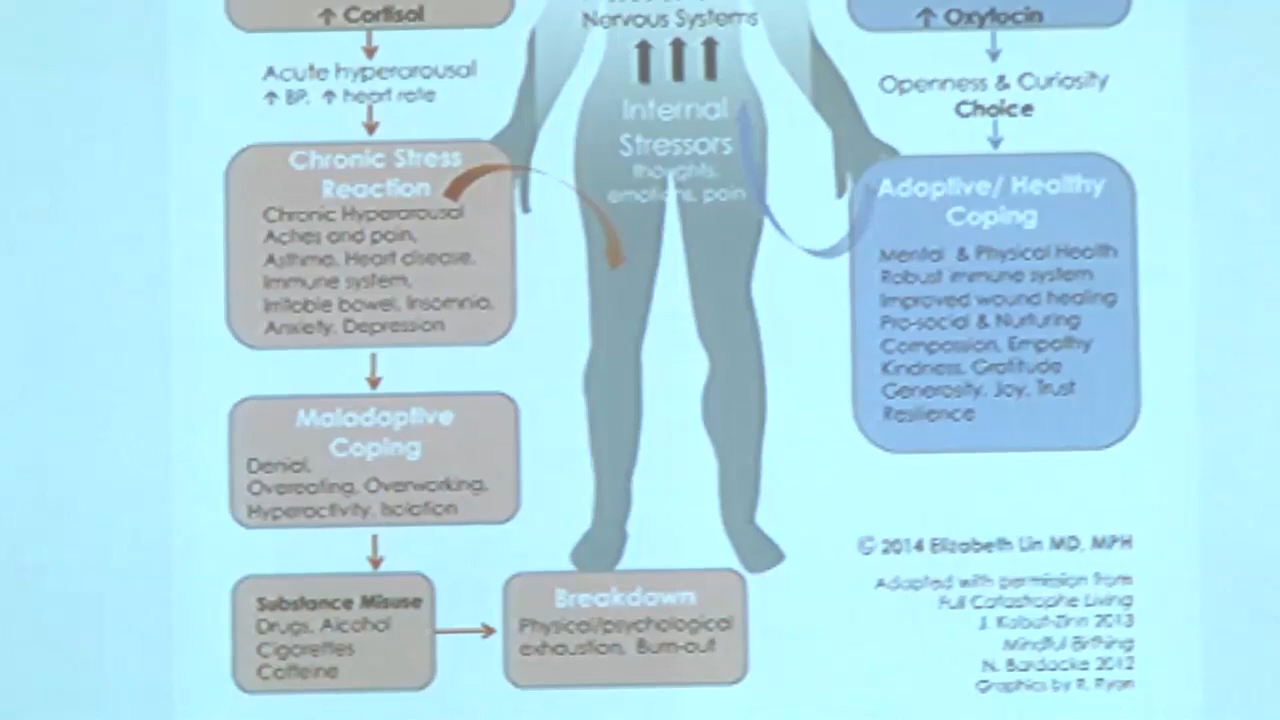 ↑ Cortisol
Acute hyperarousal
↑ BP, ↑ heart rate
Chronic Stress
Reaction
Chronic Hyperarousal
Aches and pain,
Asthma, Heart disease,
Immune system,
Irritable bowel, Insomnia,
Anxiety, Depression
Maladaptive
Coping
Denial,
Overeating, Overworking,
Hyperactivity, Isolation
Substance Misuse
Drugs, Alcohol
Cigarettes
Caffeine
Breakdown
Physical/psychological
exhaustion, Burn-out
Nervous Systems
Internal
Stressors
thoughts,
emotions, pain
↑ Oxytocin
Openness & Curiosity
Choice
Adaptive/ Healthy
Coping
Mental & Physical Health
Robust immune system
Improved wound healing
Pro-social & Nurturing
Compassion, Empathy
Kindness, Gratitude
Generosity, Joy, Trust
Resilience
© 2014 Elizabeth Lin MD, MPH
Adapted with permission from
Full Catastrophe Living
J. Kabat-Zinn 2013
Mindful Birthing
N. Bardacke 2012
Graphics by R. Ryan